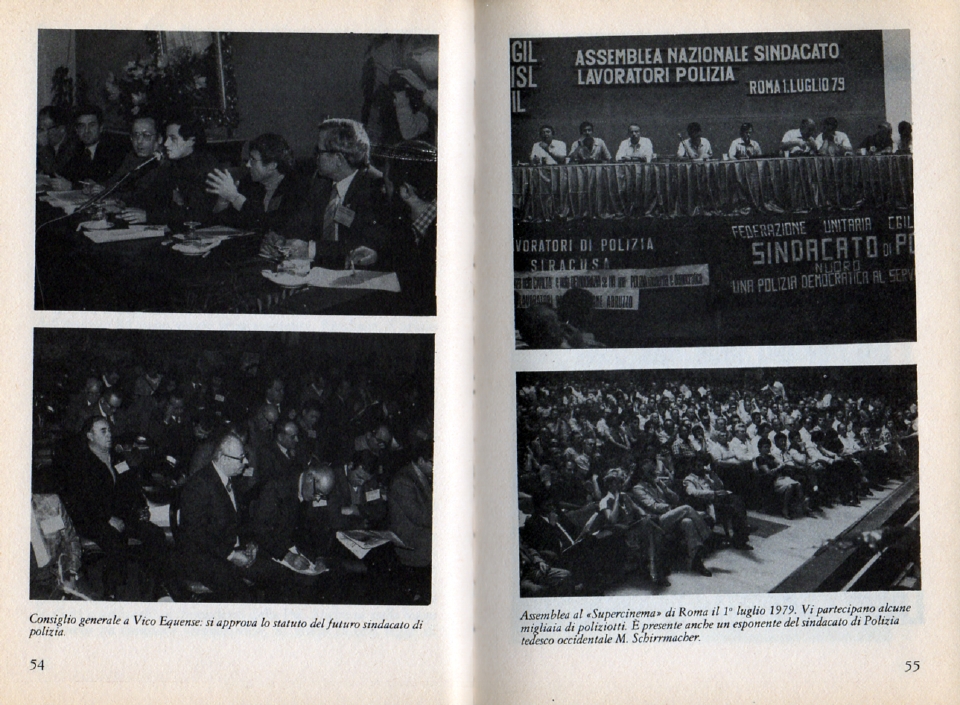 Consiglio generale a Vico Equense: si approva lo statuto del futuro sindacato di
polizia.
54
GIL
ISL
IL
ASSEMBLEA NAZIONALE SINDACATO
LAVORATORI POLIZIA
ROMA 1. LUGLIO 79
VORATORI DI POLIZIA
SIRACUSA
FEDERAZIONE UNITARIA CGIL
SINDACATO DI PO
NUORO
UNA POLIZIA DEMOCRATICA AL SERV
Assemblea al «Supercinema» di Roma il 1º luglio 1979. Vi partecipano alcune
migliaia di poliziotti. È presente anche un esponente del sindacato di Polizia
tedesco occidentale M. Schirrmacher.
55